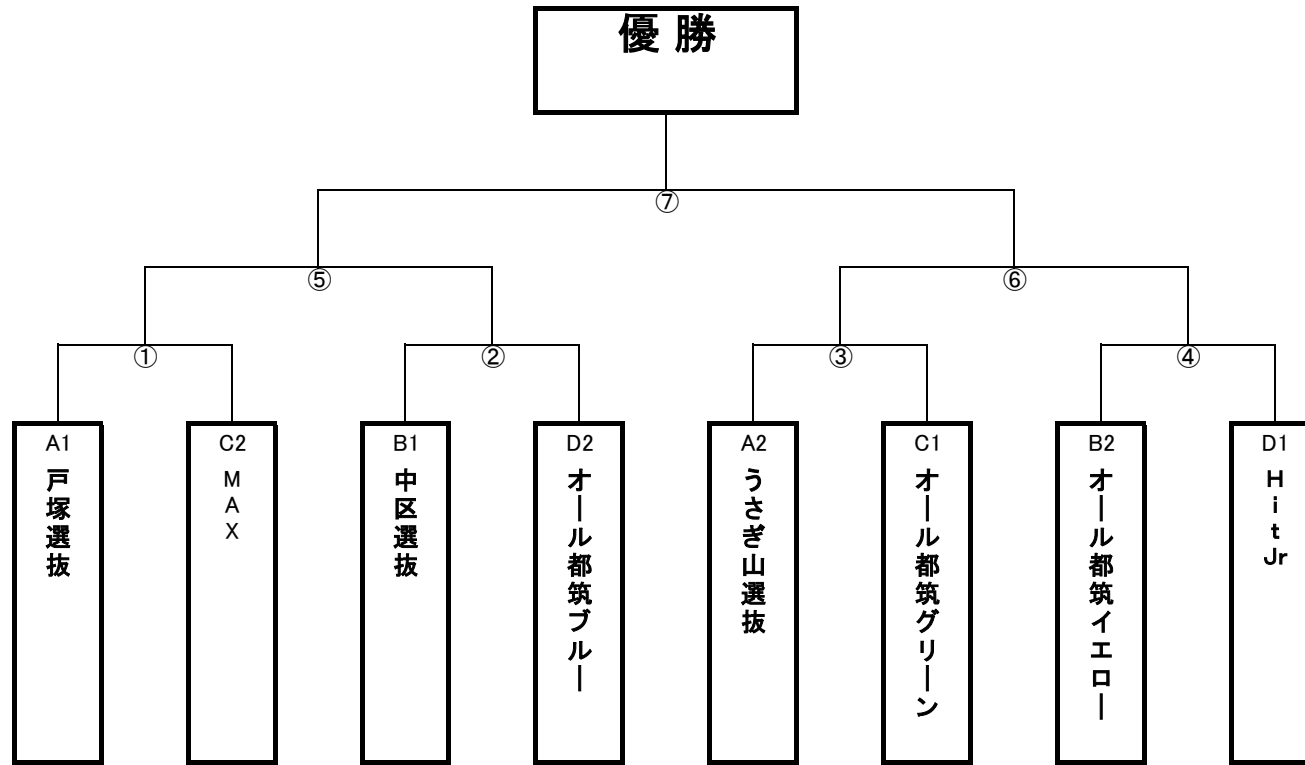 優勝
⑦
⑤
⑥
①
②
③
④
A1
戸塚選抜
C2
MAX
B1
中区選抜
D2
オール都筑ブルー
A2
うさぎ山選抜
C1
オール都筑グリーン
B2
オール都筑イエロー
D1
HitJr